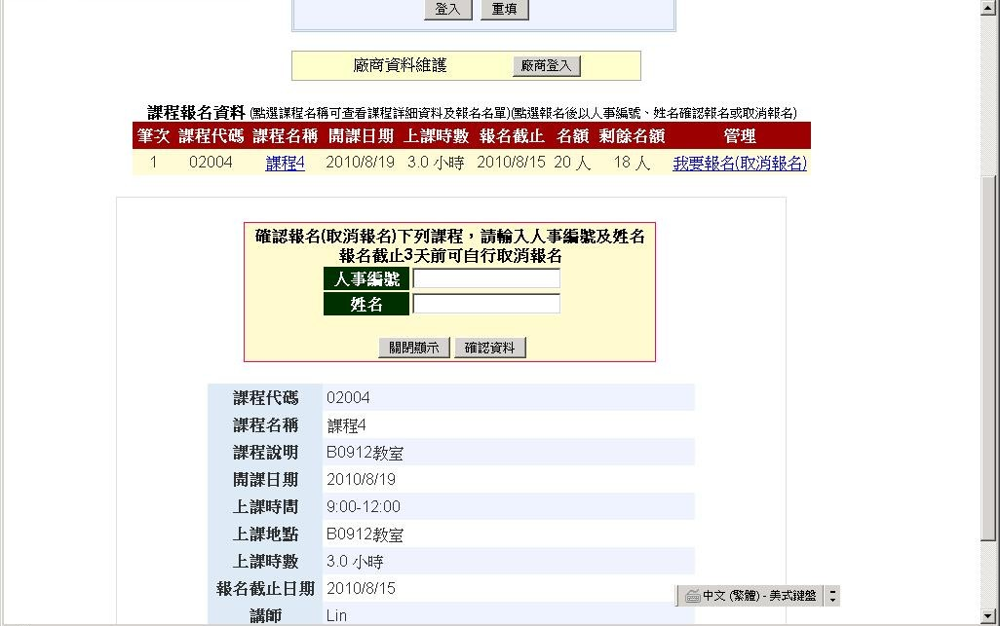 登入 重填
廠商資料維護 廠商登入
課程報名資料 (點選課程名稱可查看課程詳細資料及報名名單)(點選報名後以人事編號、姓名確認報名或取消報名)
筆次 課程代碼 課程名稱 開課日期 上課時數 報名截止 名額 剩餘名額 管理
1 02004 課程4 2010/8/19 3.0 小時 2010/8/15 20 人 18 人 我要報名(取消報名)
確認報名(取消報名)下列課程，請輸入人事編號及姓名
報名截止3天前可自行取消報名
人事編號
姓名
關閉顯示 確認資料
課程代碼 02004
課程名稱 課程4
課程說明 B0912教室
開課日期 2010/8/19
上課時間 9:00-12:00
上課地點 B0912教室
上課時數 3.0 小時
報名截止日期 2010/8/15
中文 (繁體) - 美式鍵盤
講師 Lin